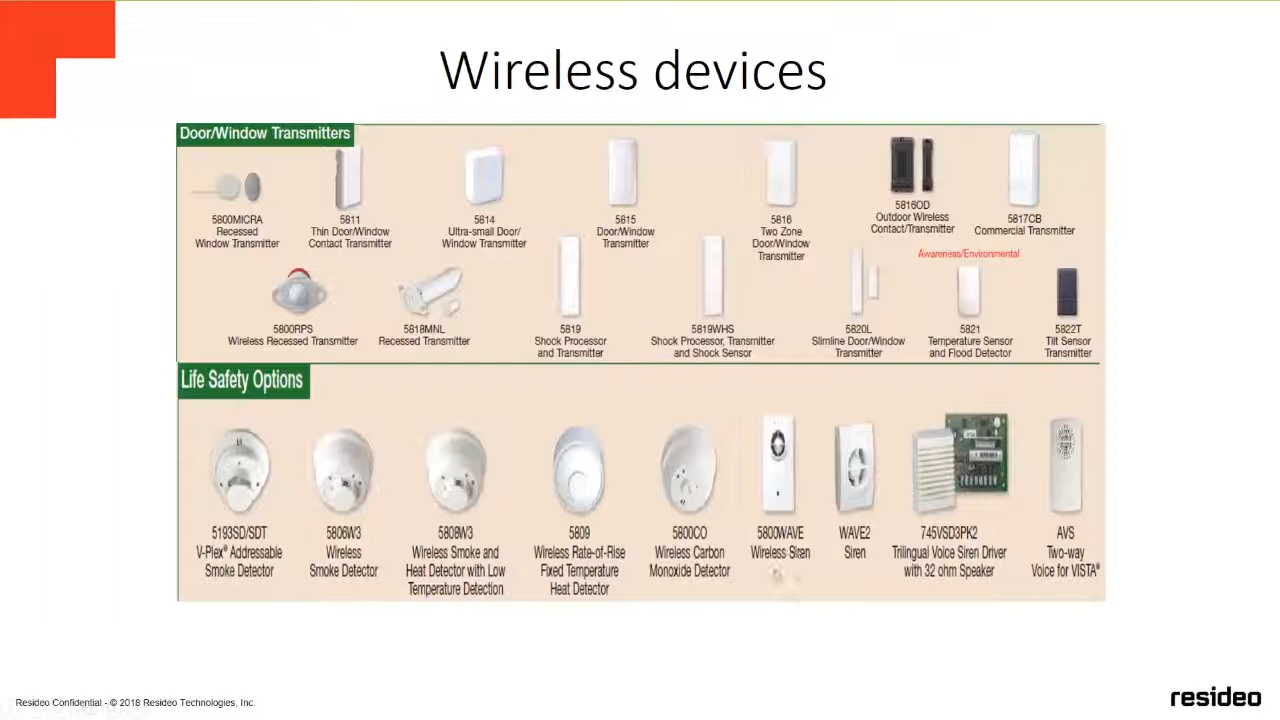 Wireless devices
Door/Window Transmitters
5800MICRA
Recessed
Window Transmitter
5811
Thin Door/Window
Contact Transmitter
5814
Ultra-small Door/
Window Transmitter
5815
Door/Window
Transmitter
5816
Two Zone
Door/Window
Transmitter
5816OD
Outdoor Wireless
Contact/Transmitter
5817CB
Commercial Transmitter
Awareness/Environmental
5800RPS
Wireless Recessed Transmitter
5818MNL
Recessed Transmitter
5819
Shock Processor
and Transmitter
5819WHS
Shock Processor, Transmitter
and Shock Sensor
5820L
Slimline Door/Window
Transmitter
5821
Temperature Sensor
and Flood Detector
5822T
Tilt Sensor
Transmitter
Life Safety Options
5193SD/SDT
V-Plex® Addressable
Smoke Detector
5806W3
Wireless
Smoke Detector
5808W3
Wireless Smoke and
Heat Detector with Low
Temperature Detection
5809
Wireless Rate-of-Rise
Fixed Temperature
Heat Detector
5800CO
Wireless Carbon
Monoxide Detector
5800WAVE
Wireless Siren
WAVE2
Siren
745VSD3PK2
Trilingual Voice Siren Driver
with 32 ohm Speaker
AVS
Two-way
Voice for VISTA®
Resideo Confidential - © 2018 Resideo Technologies, Inc.
resideo